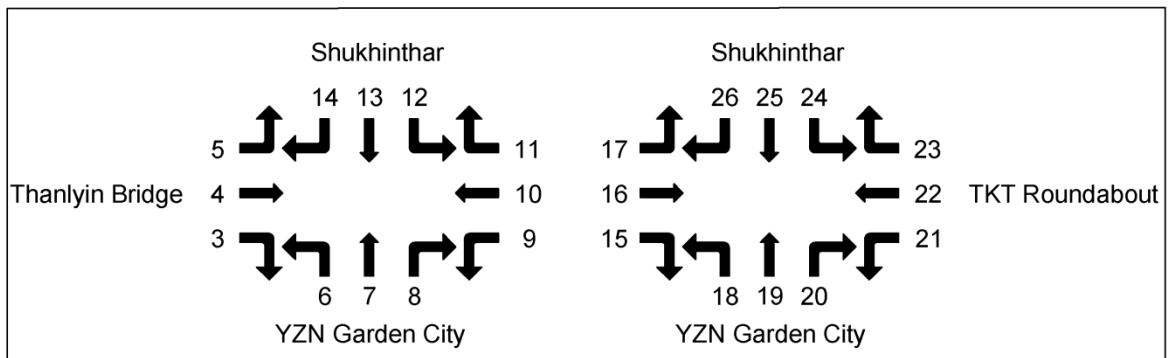 Shukhinthar Shukhinthar
14 13 12 26 25 24
5 11 17 23
Thanlyin Bridge 4 10 16 22 TKT Roundabout
3 9 15 21
6 7 8 18 19 20
YZN Garden City YZN Garden City